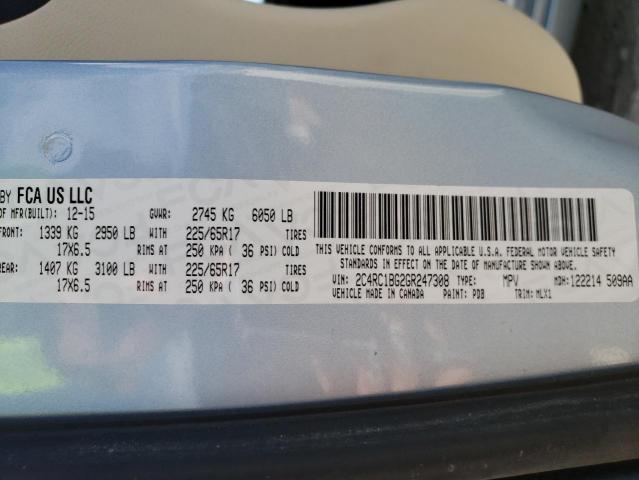 BY FCA US LLC
OF MFR(BUILT): 12-15 GVWR: 2745 KG 6050 LB
FRONT: 1339 KG 2950 LB WITH 225/65R17 TIRES
17X6.5 RIMS AT 250 KPA ( 36 PSI) COLD
REAR: 1407 KG 3100 LB WITH 225/65R17 TIRES
17X6.5 RIMS AT 250 KPA ( 36 PSI) COLD
THIS VEHICLE CONFORMS TO ALL APPLICABLE U.S.A. FEDERAL MOTOR VEHICLE SAFETY
STANDARDS IN EFFECT ON THE DATE OF MANUFACTURE SHOWN ABOVE.
VIN: 2C4RC1BG2GR247308 TYPE: MPV MDH: 122214 509AA
VEHICLE MADE IN CANADA PAINT: PDB TRIM: MLX1